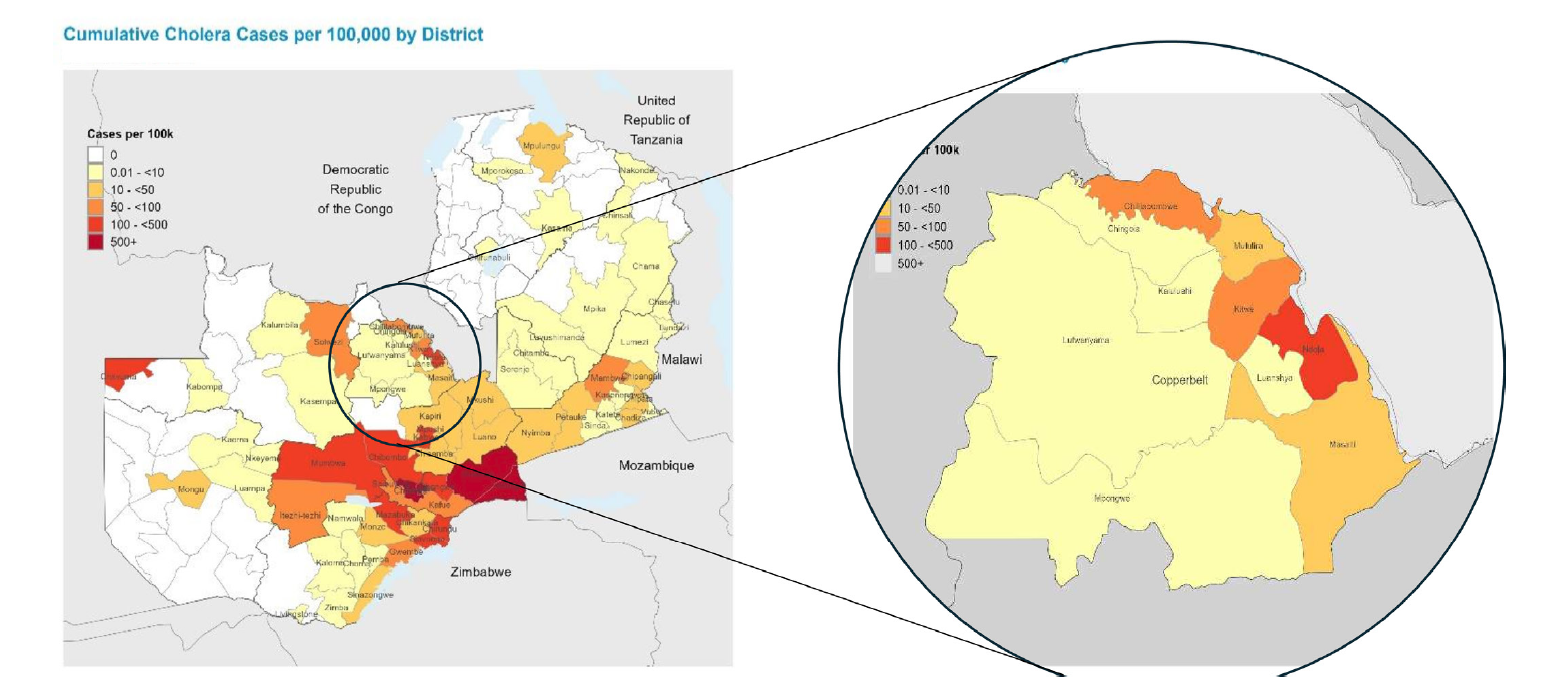 Cumulative Cholera Cases per 100,000 by District
Cases per 100k
0
0.01 - <10
10 - <50
50 - <100
100 - <500
500+
United
Republic of
Tanzania
Democratic
Republic
of the Congo
Malawi
Mozambique
Zimbabwe
Mpulungu
Mporokoso
Nakonde
Chinsali
Kasama
Chifunabuli
Chama
Mpika
Lavushimanda
Lumezi
Chitambo
Serenje
Kalumbila
Solwezi
Lufwanyama
Mpongwe
Masaiti
Kabompo
Kasempa
Kapiri
Mkushi
Luano
Nyimba
Petauke
Mambwe
Chipangali
Katete
Sinda
Kaoma
Nkeyema
Mumbwa
Mongu
Luampa
Itezhi-tezhi
Namwala
Monze
Mazabuka
Chikankata
Kafue
Gwembe
Pemba
Kalomo
Choma
Sinazongwe
Zimba
Livingstone
r 100k
0.01 - <10
10 - <50
50 - <100
100 - <500
500+
Chililabombwe
Chingola
Mufulira
Kalulushi
Kitwe
Lufwanyama
Ndola
Luanshya
Copperbelt
Masaiti
Mpongwe